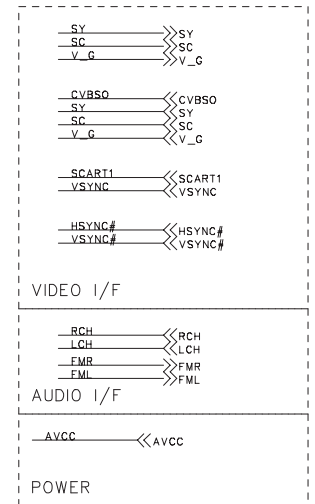 SY SY
SC SC
V_G V_G
CVBSO CVBSO
SY SY
SC SC
V_G V_G
SCART1 SCART1
VSYNC VSYNC
HSYNC# HSYNC#
VSYNC# VSYNC#
VIDEO I/F
RCH RCH
LCH LCH
FMR FMR
FML FML
AUDIO I/F
AVCC AVCC
POWER